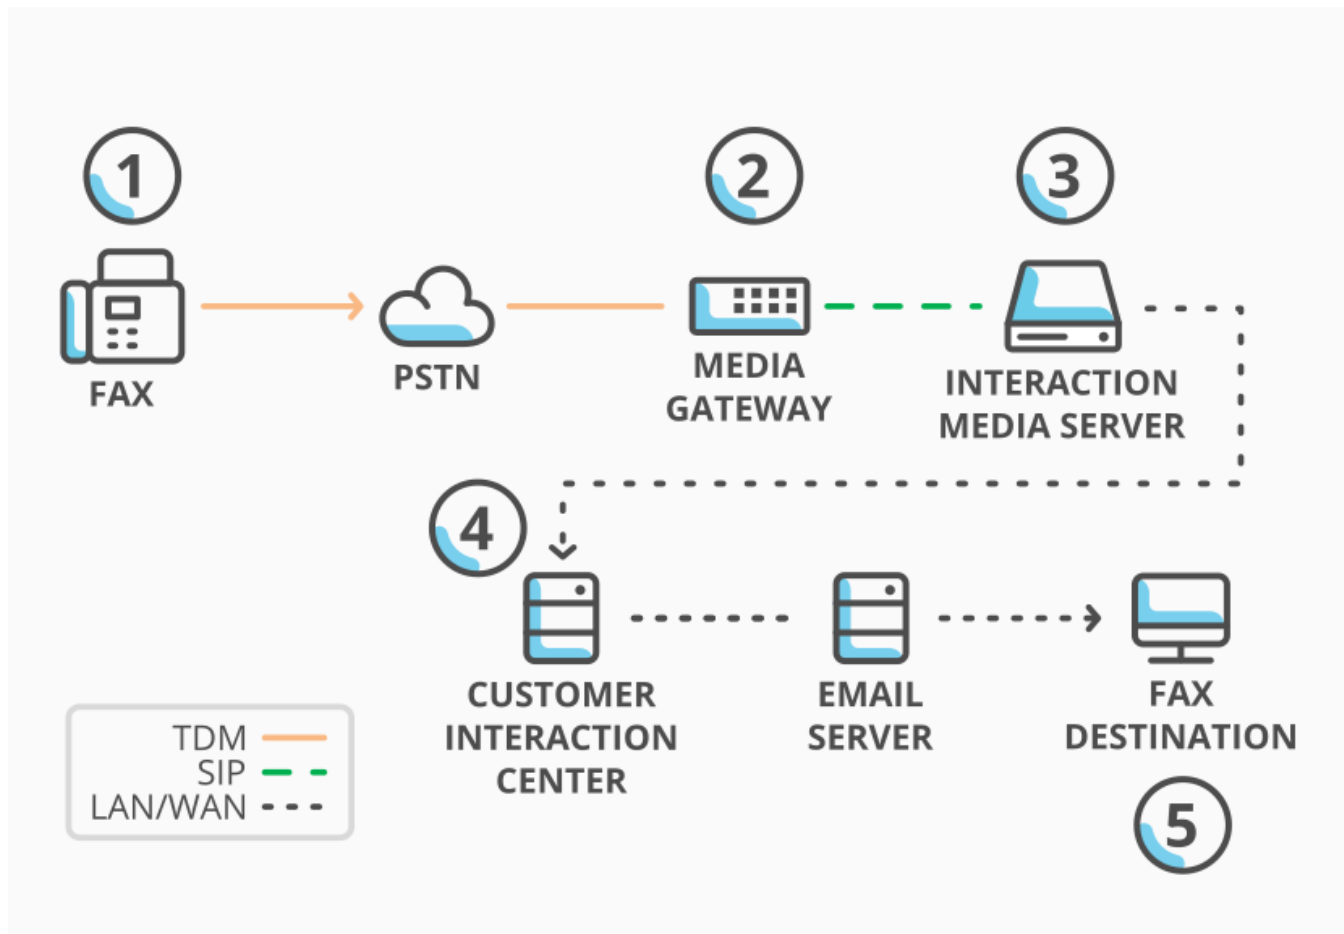 1
2
3
FAX
PSTN
MEDIA
GATEWAY
INTERACTION
MEDIA SERVER
4
CUSTOMER
INTERACTION
CENTER
EMAIL
SERVER
FAX
DESTINATION
5
TDM
SIP
LAN/WAN